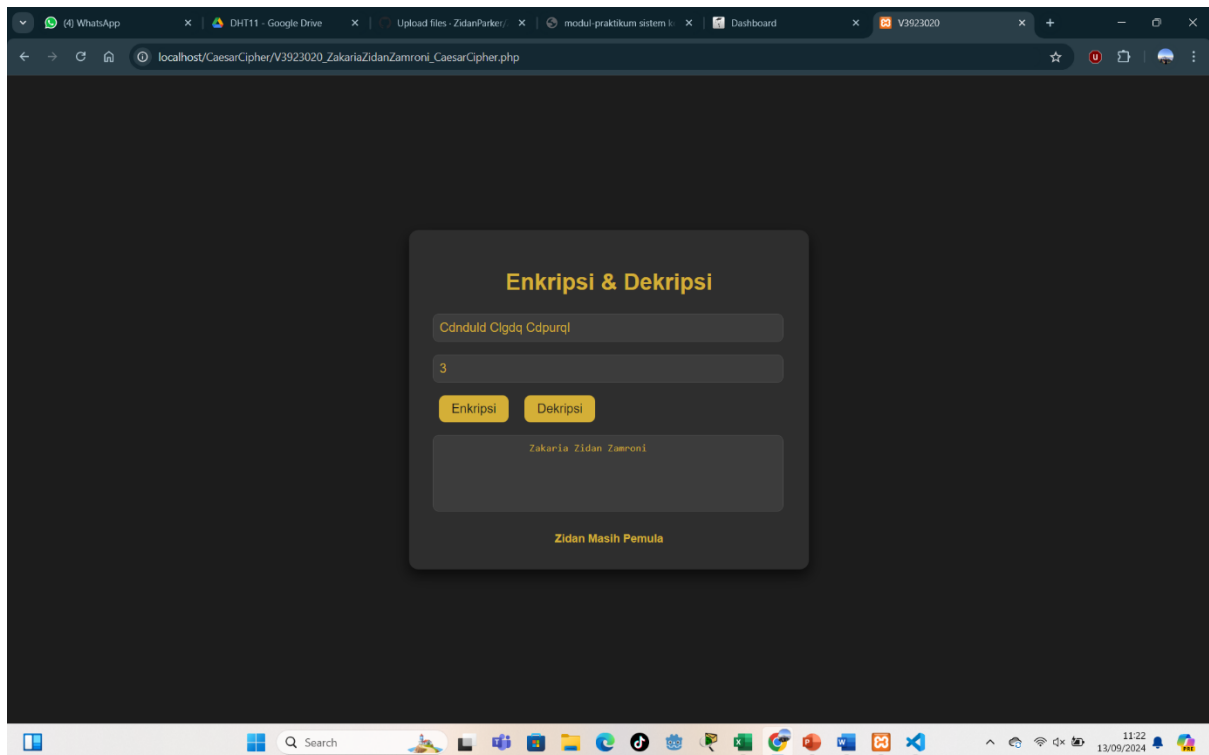 (4) WhatsApp
DHT11 - Google Drive
Upload files · ZidanParker/
modul-praktikum sistem
Dashboard
V3923020
localhost/CaesarCipher/V3923020_ZakariaZidanZamroni_CaesarCipher.php
Enkripsi & Dekripsi
Cdnduld Clgdq Cdpurql
3
Enkripsi Dekripsi
Zakaria Zidan Zamroni
Zidan Masih Pemula
Search
11:22
13/09/2024